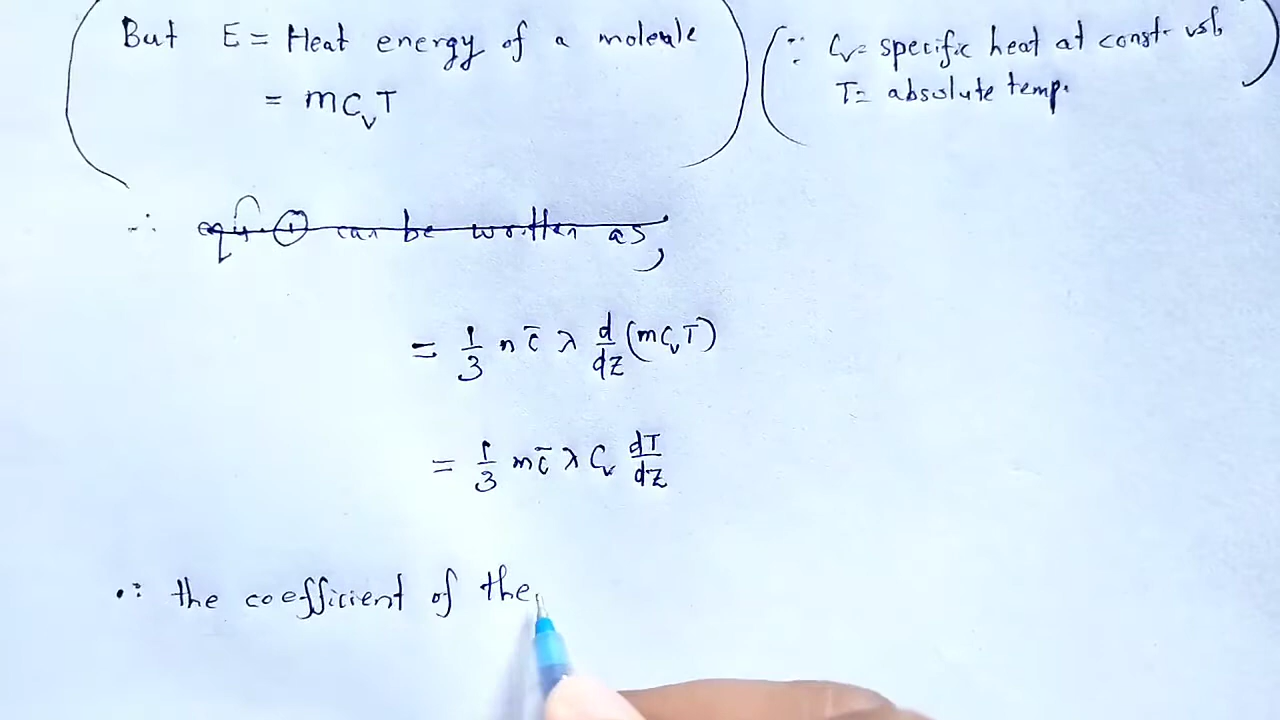 But E = Heat energy of a molecule
= mCvT
∵ Cv= specific heat at const. vol.
T= absolute temp.
∴ eqn. ① can be written as,
= 1/3 n c̄ λ d/dz (mCvT)
= 1/3 m c̄ λ Cv dT/dz
∴ the coefficient of the